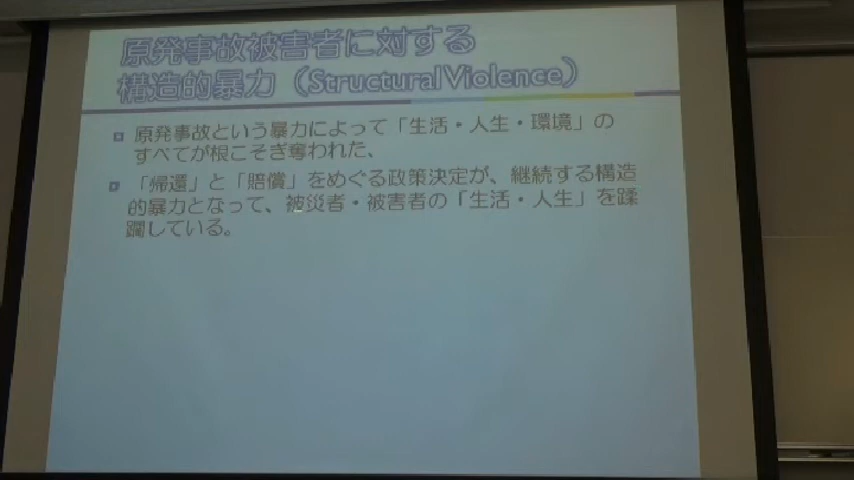 原発事故被害者に対する
構造的暴力（Structural Violence）
原発事故という暴力によって「生活・人生・環境」の
すべてが根こそぎ奪われた、
「帰還」と「賠償」をめぐる政策決定が、継続する構造
的暴力となって、被災者・被害者の「生活・人生」を蹂
躙している。